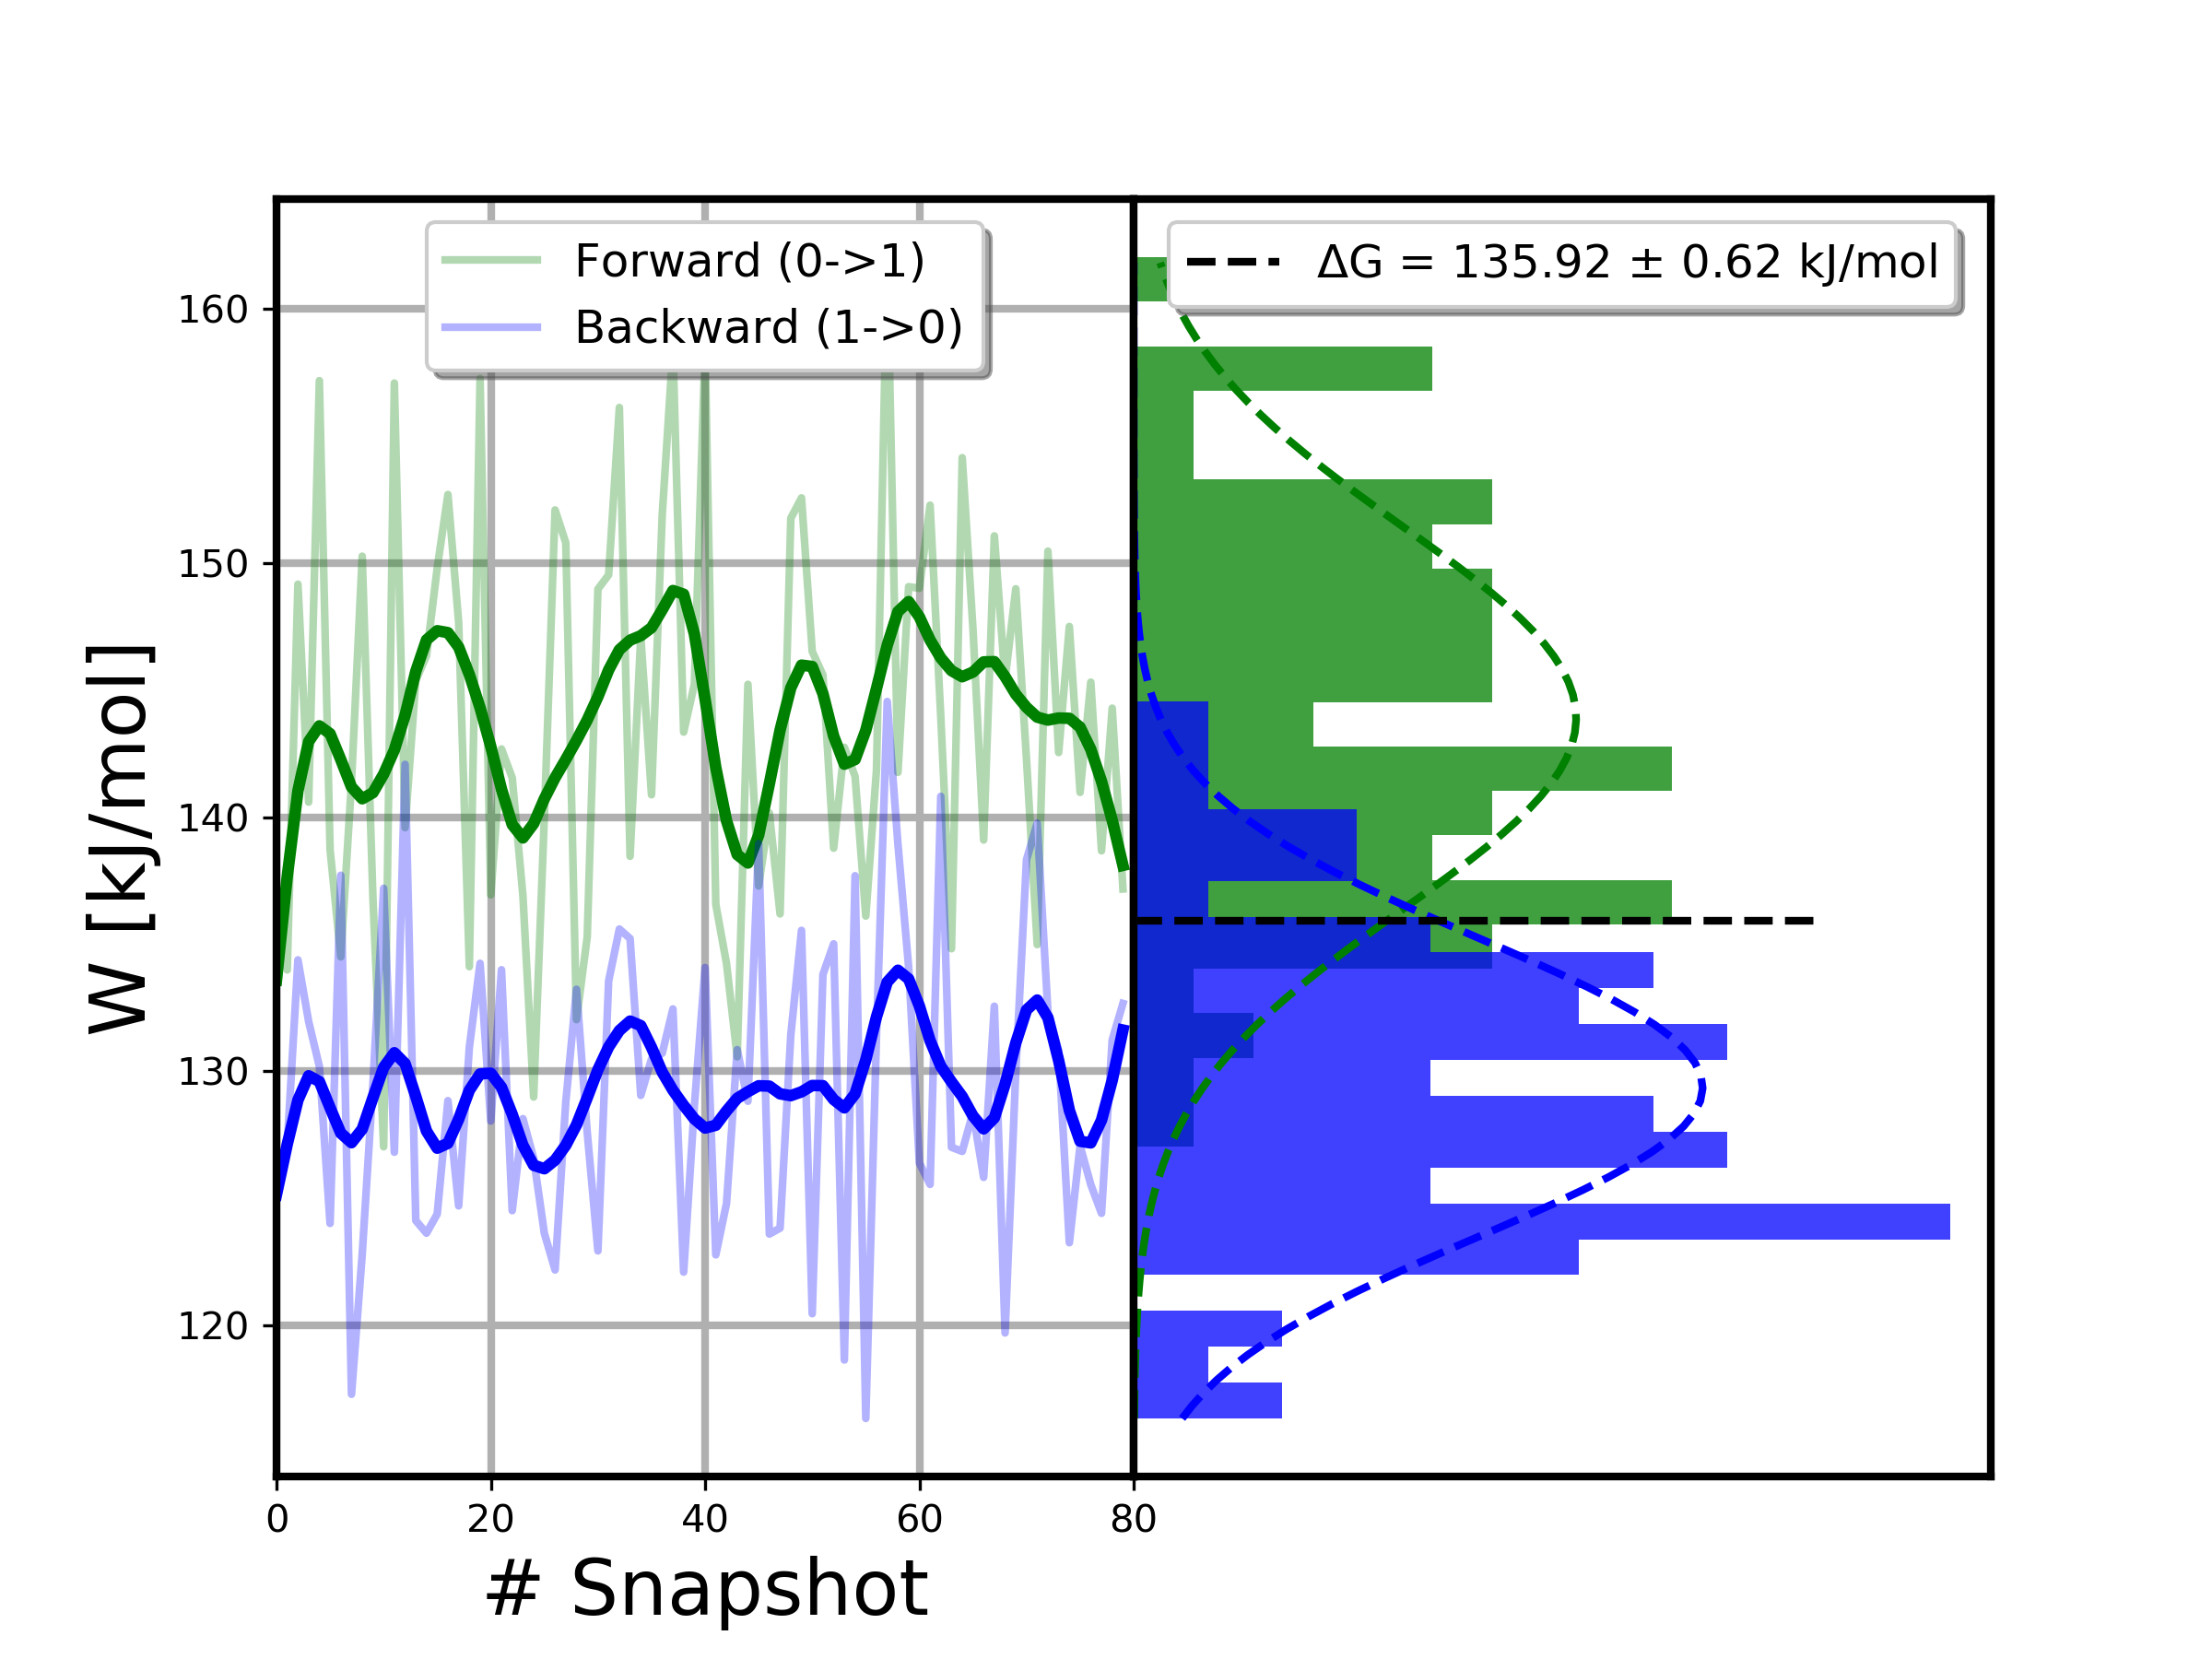 Forward (0->1)
Backward (1->0)
ΔG = 135.92 ± 0.62 kJ/mol
W [kJ/mol]
160
150
140
130
120
0 20 40 60 80
# Snapshot